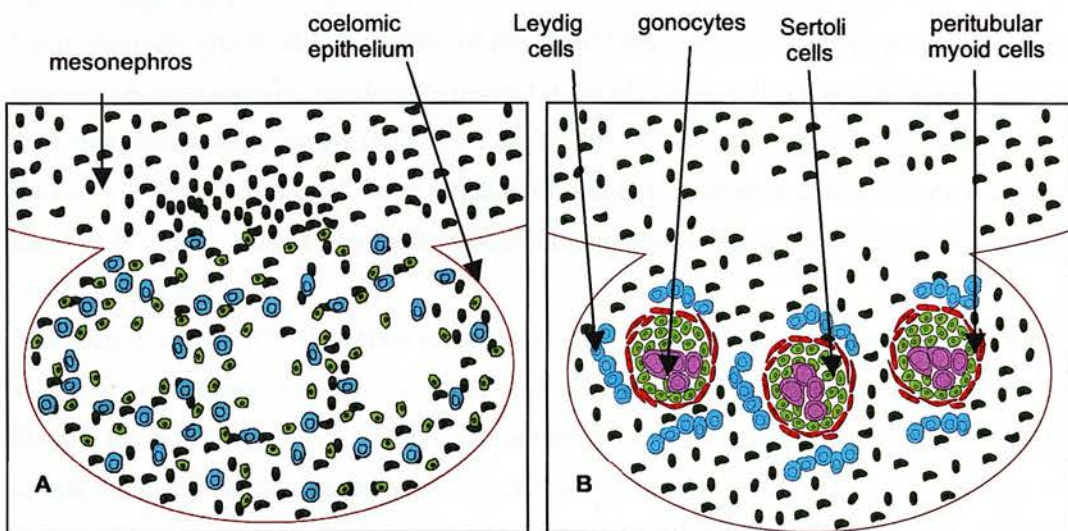 mesonephros
coelomic
epithelium
Leydig
cells
gonocytes
Sertoli
cells
peritubular
myoid cells
A
B